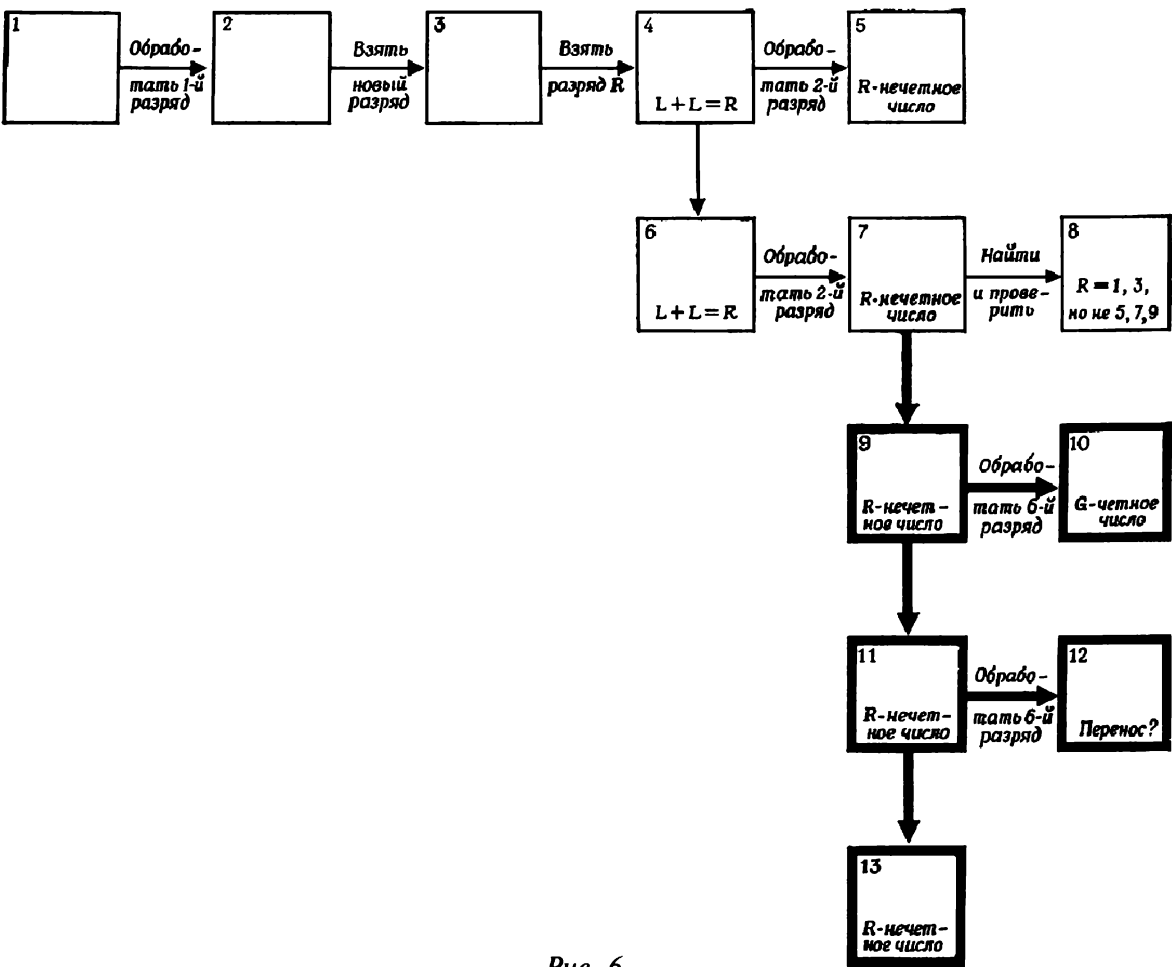 1
Обрабо-
тать 1-й
разряд
2
Взять
новый
разряд
3
Взять
разряд R
4
L+L=R
Обрабо-
тать 2-й
разряд
5
R-нечетное
число
6
L+L=R
Обрабо-
тать 2-й
разряд
7
R-нечетное
число
Найти
и прове-
рить
8
R=1, 3,
но не 5, 7, 9
9
R-нечет-
ное число
Обрабо-
тать 6-й
разряд
10
G-четное
число
11
R-нечет-
ное число
Обрабо-
тать 6-й
разряд
12
Перенос?
13
R-нечет-
ное число
Рис. 6